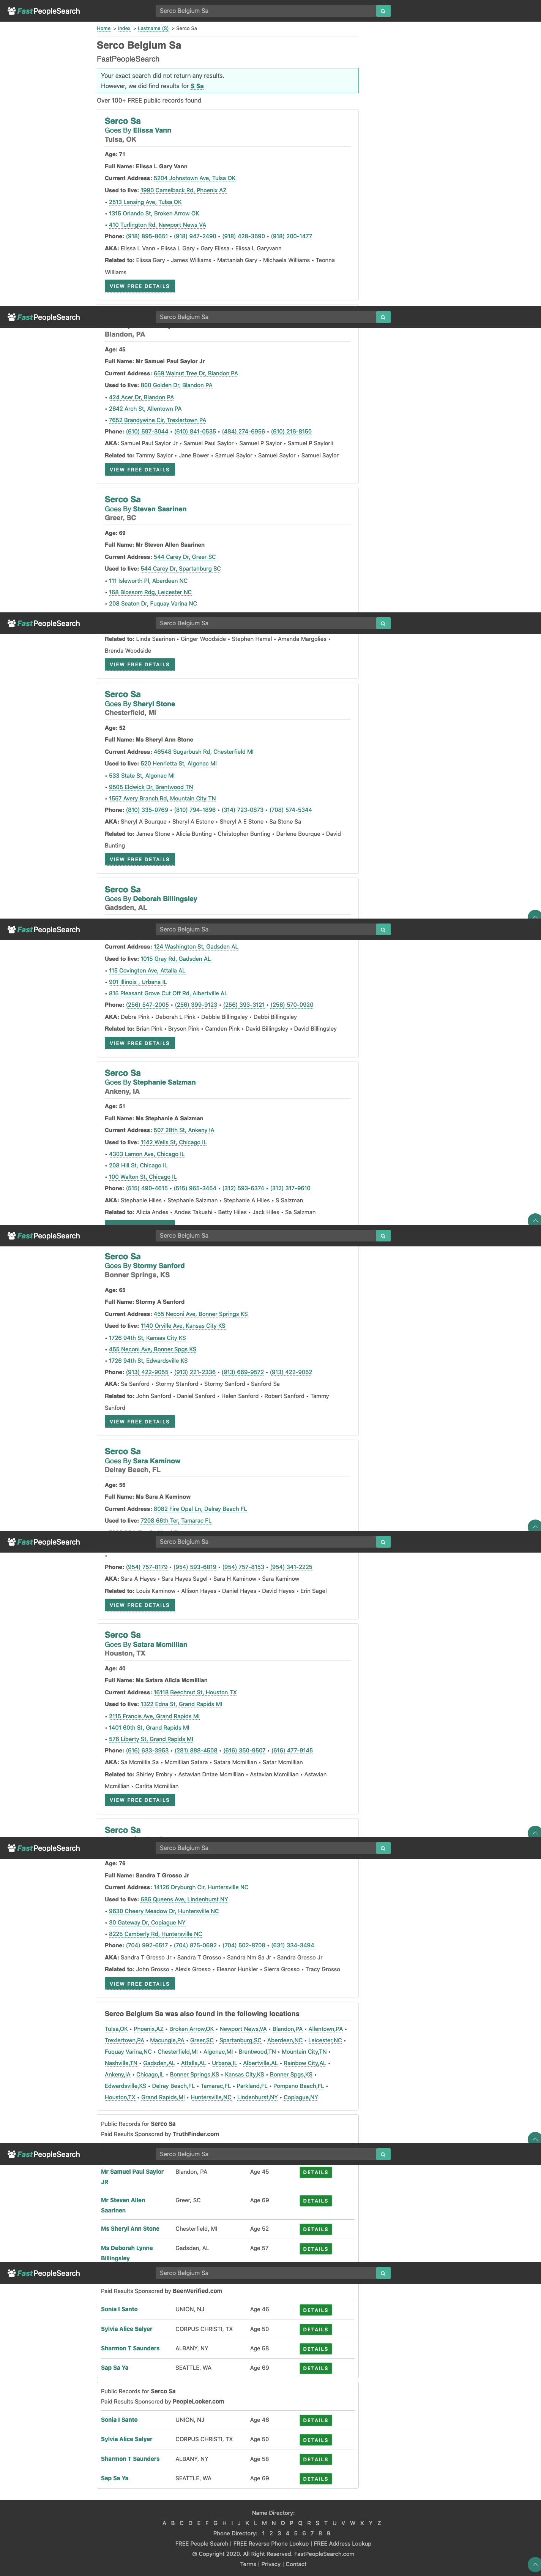 FastPeopleSearch
Serco Belgium Sa
Home > Index > Lastname (S) > Serco Sa
Serco Belgium Sa
FastPeopleSearch
Your exact search did not return any results.
However, we did find results for S Sa
Over 100+ FREE public records found
Serco Sa
Goes By Elissa Vann
Tulsa, OK
Age: 71
Full Name: Elissa L Gary Vann
Current Address: 5204 Johnstown Ave, Tulsa OK
Used to live: 1990 Camelback Rd, Phoenix AZ
• 2513 Lansing Ave, Tulsa OK
• 1315 Orlando St, Broken Arrow OK
• 410 Turlington Rd, Newport News VA
Phone: (918) 895-8651 • (918) 947-2490 • (918) 428-3690 • (918) 200-1477
AKA: Elissa L Vann • Elissa L Gary • Gary Elissa • Elissa L Garyvann
Related to: Elissa Gary • James Williams • Mattaniah Gary • Michaela Williams • Teonna
Williams
VIEW FREE DETAILS
FastPeopleSearch
Serco Belgium Sa
Blandon, PA
Age: 45
Full Name: Mr Samuel Paul Saylor Jr
Current Address: 659 Walnut Tree Dr, Blandon PA
Used to live: 800 Golden Dr, Blandon PA
• 424 Acer Dr, Blandon PA
• 2642 Arch St, Allentown PA
• 7652 Brandywine Cir, Trexlertown PA
Phone: (610) 597-3044 • (610) 841-0535 • (484) 274-6956 • (610) 216-8150
AKA: Samuel Paul Saylor Jr • Samuel Paul Saylor • Samuel P Saylor • Samuel P Saylorli
Related to: Tammy Saylor • Jane Bower • Samuel Saylor • Samuel Saylor • Samuel Saylor
VIEW FREE DETAILS
Serco Sa
Goes By Steven Saarinen
Greer, SC
Age: 69
Full Name: Mr Steven Allen Saarinen
Current Address: 544 Carey Dr, Greer SC
Used to live: 544 Carey Dr, Spartanburg SC
• 111 Isleworth Pl, Aberdeen NC
• 168 Blossom Rdg, Leicester NC
• 208 Seaton Dr, Fuquay Varina NC
FastPeopleSearch
Serco Belgium Sa
Related to: Linda Saarinen • Ginger Woodside • Stephen Hamel • Amanda Margolies •
Brenda Woodside
VIEW FREE DETAILS
Serco Sa
Goes By Sheryl Stone
Chesterfield, MI
Age: 52
Full Name: Ms Sheryl Ann Stone
Current Address: 46548 Sugarbush Rd, Chesterfield MI
Used to live: 520 Henrietta St, Algonac MI
• 533 State St, Algonac MI
• 9505 Eldwick Dr, Brentwood TN
• 1557 Avery Branch Rd, Mountain City TN
Phone: (810) 335-0769 • (810) 794-1896 • (314) 723-0873 • (708) 574-5344
AKA: Sheryl A Bourque • Sheryl A Estone • Sheryl A E Stone • Sa Stone Sa
Related to: James Stone • Alicia Bunting • Christopher Bunting • Darlene Bourque • David
Bunting
VIEW FREE DETAILS
Serco Sa
Goes By Deborah Billingsley
Gadsden, AL
FastPeopleSearch
Serco Belgium Sa
Current Address: 124 Washington St, Gadsden AL
Used to live: 1015 Gray Rd, Gadsden AL
• 115 Covington Ave, Attalla AL
• 901 Illinois , Urbana IL
• 815 Pleasant Grove Cut Off Rd, Albertville AL
Phone: (256) 547-2005 • (256) 399-9123 • (256) 393-3121 • (256) 570-0920
AKA: Debra Pink • Deborah L Pink • Debbie Billingsley • Debbi Billingsley
Related to: Brian Pink • Bryson Pink • Camden Pink • David Billingsley • David Billingsley
VIEW FREE DETAILS
Serco Sa
Goes By Stephanie Salzman
Ankeny, IA
Age: 51
Full Name: Ms Stephanie A Salzman
Current Address: 507 28th St, Ankeny IA
Used to live: 1142 Wells St, Chicago IL
• 4303 Lamon Ave, Chicago IL
• 208 Hill St, Chicago IL
• 100 Walton St, Chicago IL
Phone: (515) 490-4615 • (515) 965-3454 • (312) 593-6374 • (312) 317-9610
AKA: Stephanie Hiles • Stephanie Salzman • Stephanie A Hiles • S Salzman
Related to: Alicia Andes • Andes Takushi • Betty Hiles • Jack Hiles • Sa Salzman
FastPeopleSearch
Serco Belgium Sa
Serco Sa
Goes By Stormy Sanford
Bonner Springs, KS
Age: 65
Full Name: Stormy A Sanford
Current Address: 455 Neconi Ave, Bonner Springs KS
Used to live: 1140 Orville Ave, Kansas City KS
• 1726 94th St, Kansas City KS
• 455 Neconi Ave, Bonner Spgs KS
• 1726 94th St, Edwardsville KS
Phone: (913) 422-9055 • (913) 221-2336 • (913) 669-9572 • (913) 422-9052
AKA: Sa Sanford • Stormy Stanford • Stormy Sanford • Sanford Sa
Related to: John Sanford • Daniel Sanford • Helen Sanford • Robert Sanford • Tammy
Sanford
VIEW FREE DETAILS
Serco Sa
Goes By Sara Kaminow
Delray Beach, FL
Age: 56
Full Name: Ms Sara A Kaminow
Current Address: 8082 Fire Opal Ln, Delray Beach FL
Used to live: 7208 66th Ter, Tamarac FL
FastPeopleSearch
Serco Belgium Sa
Phone: (954) 757-8179 • (954) 593-6819 • (954) 757-8153 • (954) 341-2225
AKA: Sara A Hayes • Sara Hayes Sagel • Sara H Kaminow • Sara Kaminow
Related to: Louis Kaminow • Allison Hayes • Daniel Hayes • David Hayes • Erin Sagel
VIEW FREE DETAILS
Serco Sa
Goes By Satara Mcmillian
Houston, TX
Age: 40
Full Name: Ms Satara Alicia Mcmillian
Current Address: 16118 Beechnut St, Houston TX
Used to live: 1322 Edna St, Grand Rapids MI
• 2115 Francis Ave, Grand Rapids MI
• 1401 60th St, Grand Rapids MI
• 576 Liberty St, Grand Rapids MI
Phone: (616) 633-3953 • (281) 888-4508 • (616) 350-9507 • (616) 477-9145
AKA: Sa Mcmillia Sa • Mcmillian Satara • Satara Mcmillian • Satar Mcmillian
Related to: Shirley Embry • Astavian Dntae Mcmillian • Astavian Mcmillian • Astavian
Mcmillian • Carlita Mcmillian
VIEW FREE DETAILS
Serco Sa
FastPeopleSearch
Serco Belgium Sa
Age: 76
Full Name: Sandra T Grosso Jr
Current Address: 14126 Dryburgh Cir, Huntersville NC
Used to live: 685 Queens Ave, Lindenhurst NY
• 9630 Cheery Meadow Dr, Huntersville NC
• 30 Gateway Dr, Copiague NY
• 8225 Camberly Rd, Huntersville NC
Phone: (704) 992-6517 • (704) 875-0692 • (704) 502-8708 • (631) 334-3494
AKA: Sandra T Grosso Jr • Sandra T Grosso • Sandra Nm Sa Jr • Sandra Grosso Jr
Related to: John Grosso • Alexis Grosso • Eleanor Hunkler • Sierra Grosso • Tracy Grosso
VIEW FREE DETAILS
Serco Belgium Sa was also found in the following locations
Tulsa,OK • Phoenix,AZ • Broken Arrow,OK • Newport News,VA • Blandon,PA • Allentown,PA •
Trexlertown,PA • Macungie,PA • Greer,SC • Spartanburg,SC • Aberdeen,NC • Leicester,NC •
Fuquay Varina,NC • Chesterfield,MI • Algonac,MI • Brentwood,TN • Mountain City,TN •
Nashville,TN • Gadsden,AL • Attalla,AL • Urbana,IL • Albertville,AL • Rainbow City,AL •
Ankeny,IA • Chicago,IL • Bonner Springs,KS • Kansas City,KS • Bonner Spgs,KS •
Edwardsville,KS • Delray Beach,FL • Tamarac,FL • Parkland,FL • Pompano Beach,FL •
Houston,TX • Grand Rapids,MI • Huntersville,NC • Lindenhurst,NY • Copiague,NY
Public Records for Serco Sa
Paid Results Sponsored by TruthFinder.com
FastPeopleSearch
Serco Belgium Sa
Mr Samuel Paul Saylor JR Blandon, PA Age 45 DETAILS
Mr Steven Allen Saarinen Greer, SC Age 69 DETAILS
Ms Sheryl Ann Stone Chesterfield, MI Age 52 DETAILS
Ms Deborah Lynne Billingsley Gadsden, AL Age 57 DETAILS
FastPeopleSearch
Serco Belgium Sa
Paid Results Sponsored by BeenVerified.com
Sonia I Santo UNION, NJ Age 46 DETAILS
Sylvia Alice Salyer CORPUS CHRISTI, TX Age 50 DETAILS
Sharmon T Saunders ALBANY, NY Age 58 DETAILS
Sap Sa Ya SEATTLE, WA Age 69 DETAILS
Public Records for Serco Sa
Paid Results Sponsored by PeopleLooker.com
Sonia I Santo UNION, NJ Age 46 DETAILS
Sylvia Alice Salyer CORPUS CHRISTI, TX Age 50 DETAILS
Sharmon T Saunders ALBANY, NY Age 58 DETAILS
Sap Sa Ya SEATTLE, WA Age 69 DETAILS
Name Directory:
A B C D E F G H I J K L M N O P Q R S T U V W X Y Z
Phone Directory: 1 2 3 4 5 6 7 8 9
FREE People Search | FREE Reverse Phone Lookup | FREE Address Lookup
© Copyright 2020. All Right Reserved. FastPeopleSearch.com
Terms | Privacy | Contact